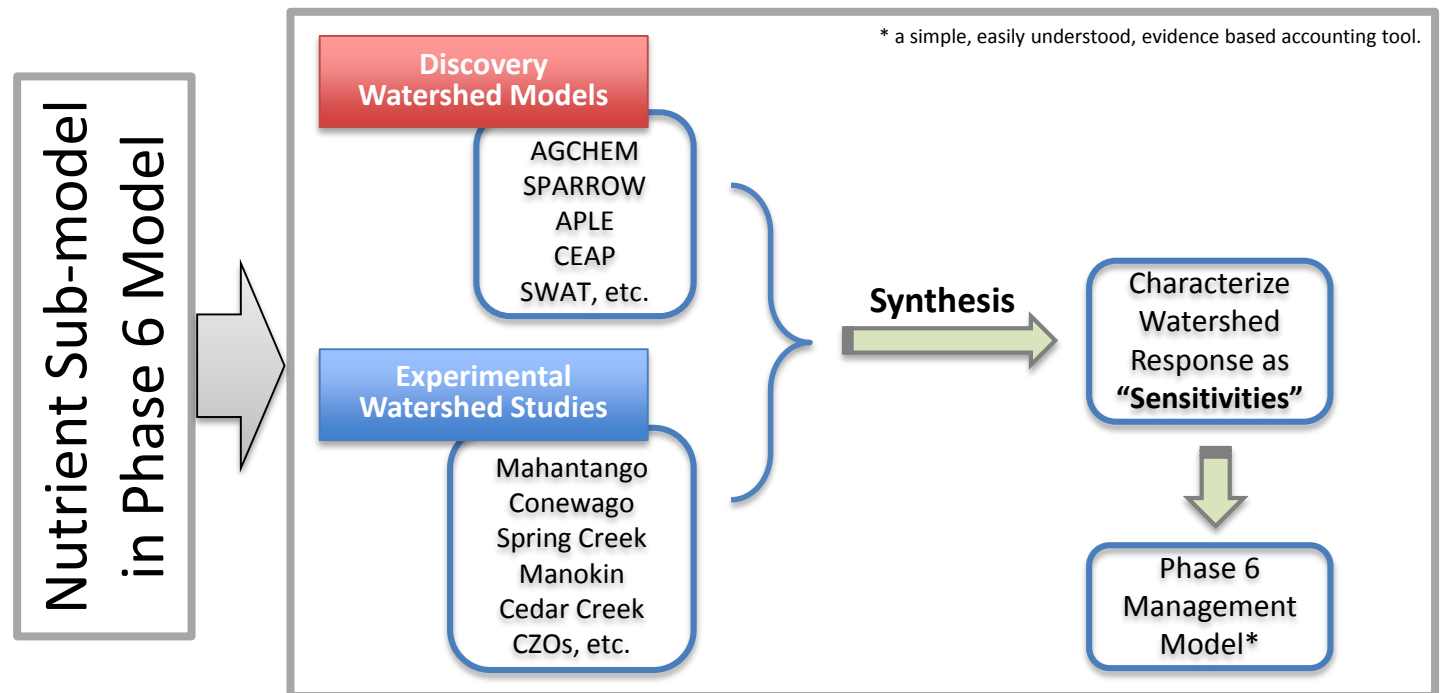 Nutrient Sub-model
in Phase 6 Model
* a simple, easily understood, evidence based accounting tool.
Discovery
Watershed Models
AGCHEM
SPARROW
APLE
CEAP
SWAT, etc.
Experimental
Watershed Studies
Mahantango
Conewago
Spring Creek
Manokin
Cedar Creek
CZOs, etc.
Synthesis
Characterize
Watershed
Response as
“Sensitivities”
Phase 6
Management
Model*